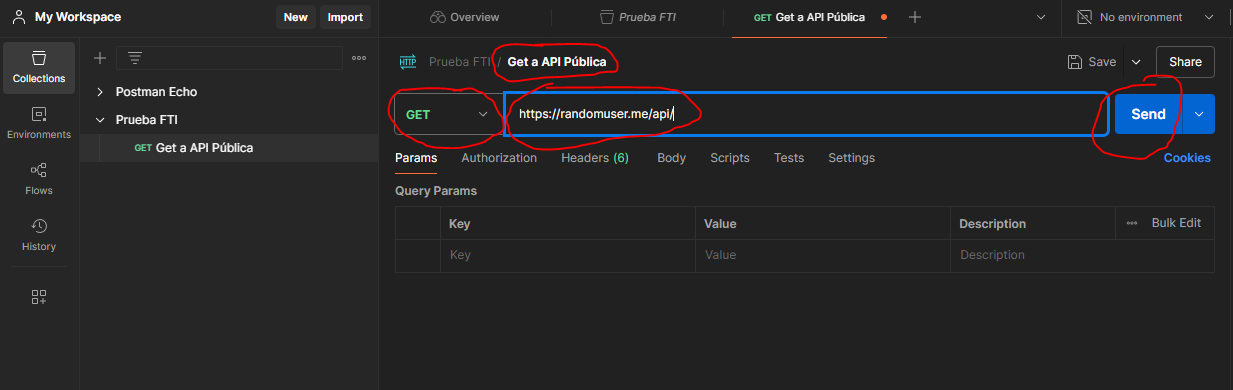 My Workspace New Import Overview Prueba FTI GET Get a API Pública No environment
Collections
Environments
Flows
History
Postman Echo
Prueba FTI
GET Get a API Pública
HTTP Prueba FTI / Get a API Pública Save Share
GET https://randomuser.me/api/ Send
Params Authorization Headers (6) Body Scripts Tests Settings Cookies
Query Params
Key Value Description Bulk Edit
Key Value Description